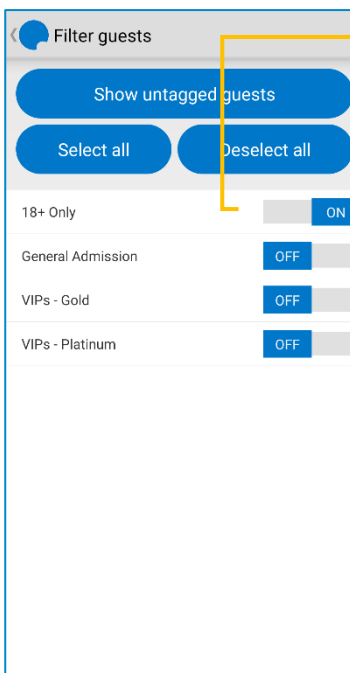 Filter guests
Show untagged guests
Select all
Deselect all
18+ Only
ON
General Admission
OFF
VIPs - Gold
OFF
VIPs - Platinum
OFF